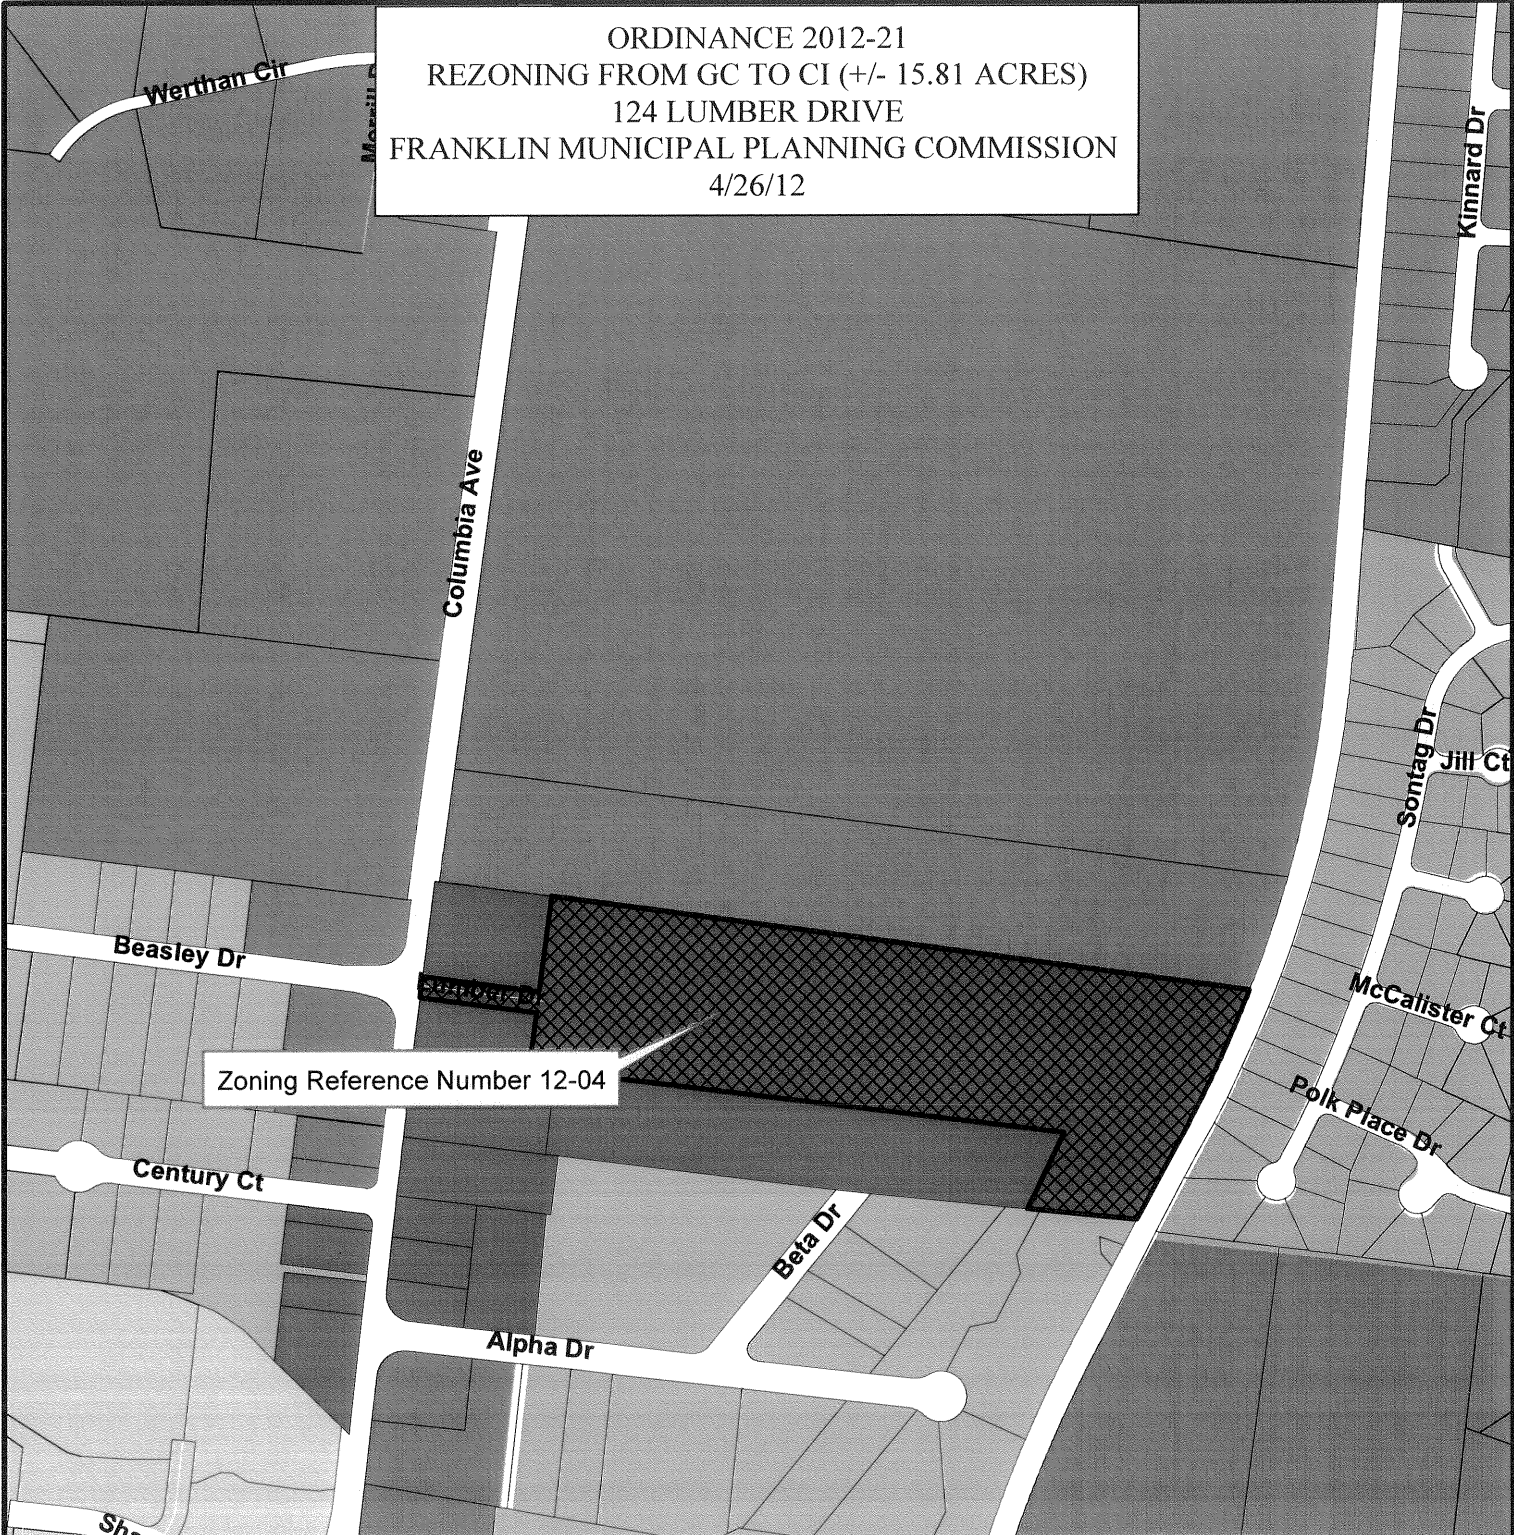 ORDINANCE 2012-21
REZONING FROM GC TO CI (+/- 15.81 ACRES)
124 LUMBER DRIVE
FRANKLIN MUNICIPAL PLANNING COMMISSION
4/26/12
Werthan Cir
Kinnard Dr
Columbia Ave
Sontag Dr
Jill Ct
Beasley Dr
Lumber Dr
McCalister Ct
Zoning Reference Number 12-04
Polk Place Dr
Century Ct
Beta Dr
Alpha Dr